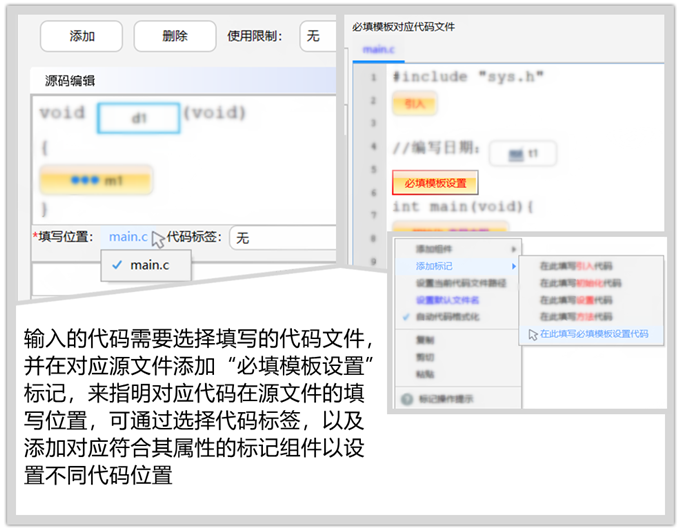 添加
删除
使用限制：
无
源码编辑
void d1 (void)
{
m1
}
*填写位置： main.c 代码标签： 无
main.c
必填模板对应代码文件
main.c
1 #include "sys.h"
2 引入
3
4 //编写日期： t1
5
6 必填模板设置
7 int main(void){
8
9
添加组件
添加标记
设置当前代码文件路径
设置默认文件名
自动代码格式化
复制
剪切
粘贴
标记操作提示
在此填写引入代码
在此填写初始化代码
在此填写设置代码
在此填写方法代码
在此填写必填模板设置代码
输入的代码需要选择填写的代码文件，
并在对应源文件添加“必填模板设置”
标记，来指明对应代码在源文件的填
写位置，可通过选择代码标签，以及
添加对应符合其属性的标记组件以设
置不同代码位置